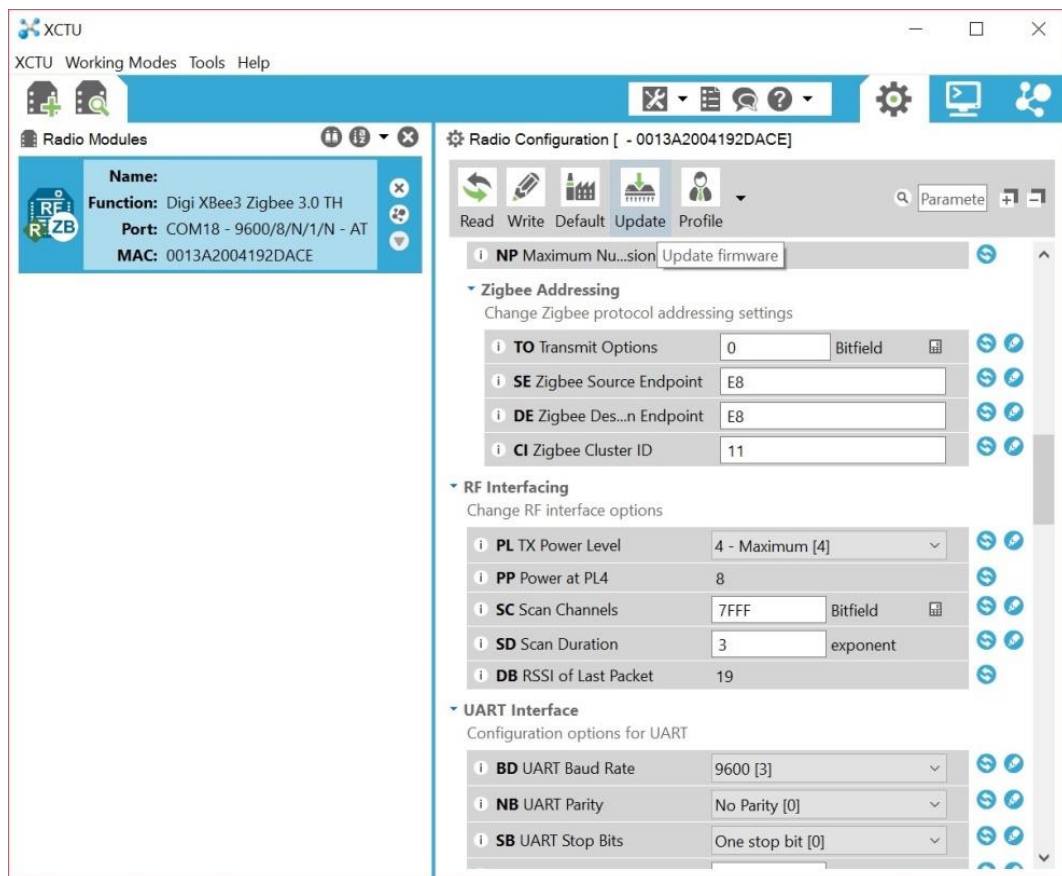 XCTU
XCTU Working Modes Tools Help
Radio Modules
Radio Configuration [ - 0013A2004192DACE]
Name:
Function: Digi XBee3 Zigbee 3.0 TH
Port: COM18 - 9600/8/N/1/N - AT
MAC: 0013A2004192DACE
RF
R ZB
Read Write Default Update Profile
Paramete
NP Maximum Nu...sion
Update firmware
Zigbee Addressing
Change Zigbee protocol addressing settings
i TO Transmit Options 0 Bitfield
i SE Zigbee Source Endpoint E8
i DE Zigbee Des...n Endpoint E8
i CI Zigbee Cluster ID 11
RF Interfacing
Change RF interface options
i PL TX Power Level 4 - Maximum [4]
i PP Power at PL4 8
i SC Scan Channels 7FFF Bitfield
i SD Scan Duration 3 exponent
i DB RSSI of Last Packet 19
UART Interface
Configuration options for UART
i BD UART Baud Rate 9600 [3]
i NB UART Parity No Parity [0]
i SB UART Stop Bits One stop bit [0]